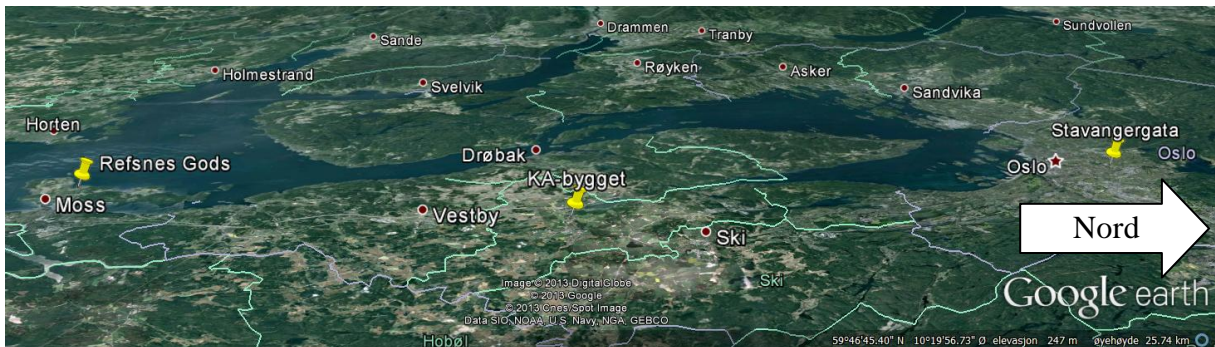 Drammen
Tranby
Sundvollen
Sande
Holmestrand
Røyken
Asker
Svelvik
Sandvika
Horten
Refsnes Gods
Drøbak
Stavangergata
Oslo
Oslo
KA-bygget
Moss
Vestby
Ski
Nord
Ski
Image © 2013 DigitalGlobe
© 2013 Google
© 2013 Cnes/Spot Image
Data SIO, NOAA, U.S. Navy, NGA, GEBCO
Google earth
Hobøl
59°46'45.40" N 10°19'56.73" Ø elevasjon 247 m øyehøyde 25.74 km